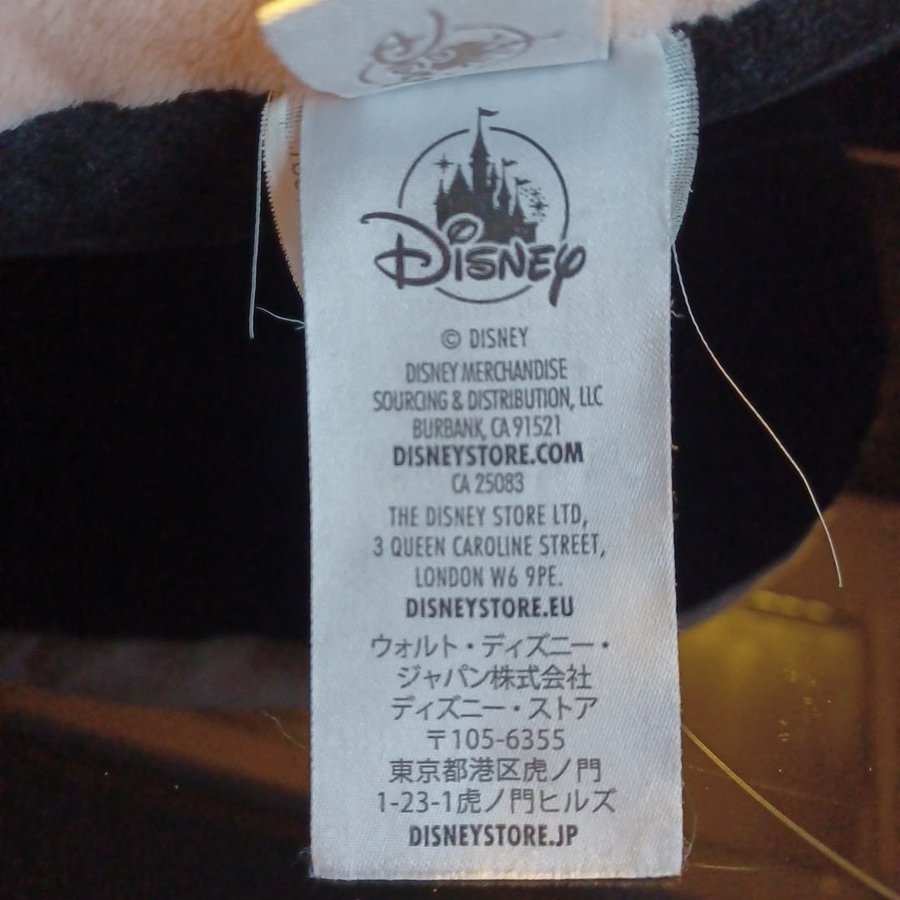 Disney
© DISNEY
DISNEY MERCHANDISE
SOURCING & DISTRIBUTION, LLC
BURBANK, CA 91521
DISNEYSTORE.COM
CA 25083
THE DISNEY STORE LTD,
3 QUEEN CAROLINE STREET,
LONDON W6 9PE.
DISNEYSTORE.EU
ウォルト・ディズニー・
ジャパン株式会社
ディズニー・ストア
〒105-6355
東京都港区虎ノ門
1-23-1虎ノ門ヒルズ
DISNEYSTORE.JP